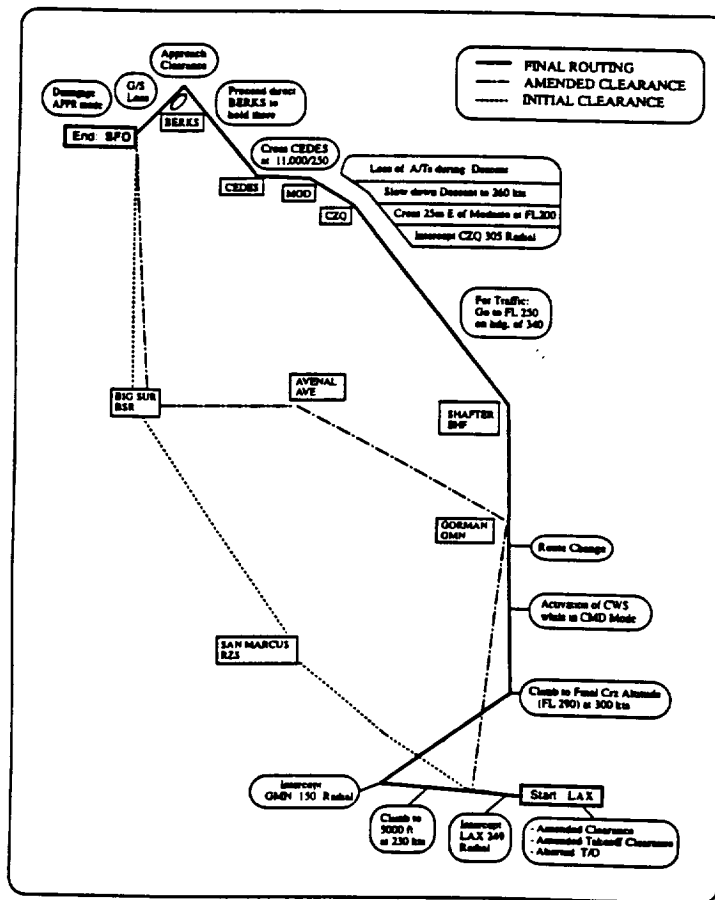 Approach
Clearance
G/S
Loss
Disengage
APPR mode
Proceed direct
BERKS to
hold there
End: SFO
BERKS
FINAL ROUTING
AMENDED CLEARANCE
INITIAL CLEARANCE
Cross CEDES
at 11,000/250
CEDES
MOD
CZQ
Loss of A/Ts during Descent
Slow down Descent to 260 kts
Cross 25m E of Modesto at FL200
Intercept CZQ 305 Radial
For Traffic:
Go to FL 250
on hdg. of 340
BIG SUR
BSR
AVENAL
AVE
SHAFTER
EHF
GORMAN
GMN
Route Change
Activation of CWS
while in CMD Mode
SAN MARCUS
RZS
Climb to Final Crz Altitude
(FL 290) at 300 kts
Intercept
GMN 150 Radial
Climb to
5000 ft
at 250 kts
Intercept
LAX 249
Radial
Start LAX
- Amended Clearance
- Amended Takeoff Clearance
- Aborted T/O